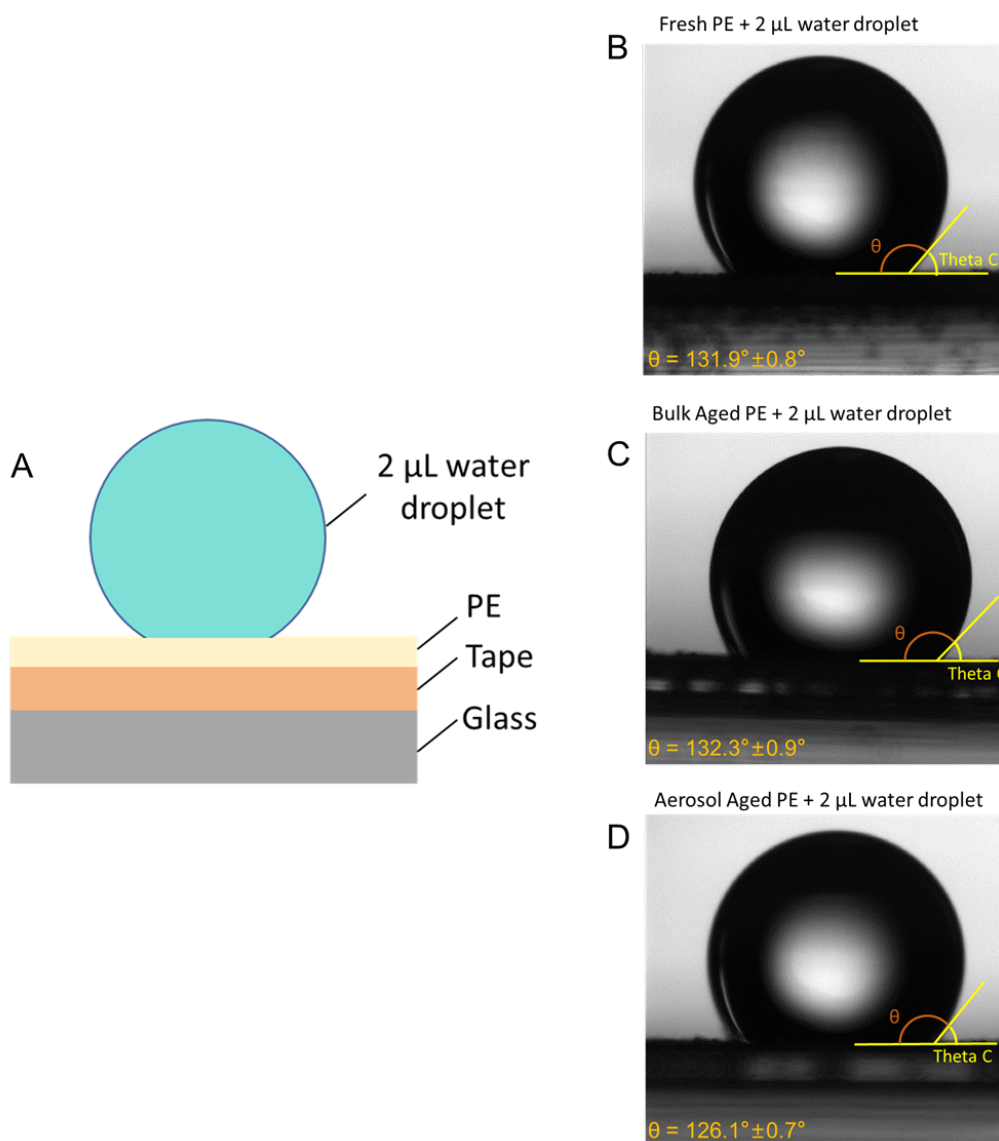 A
2 μL water
droplet
PE
Tape
Glass
Fresh PE + 2 μL water droplet
B
θ
Theta C
θ = 131.9°±0.8°
Bulk Aged PE + 2 μL water droplet
C
θ
Theta
θ = 132.3°±0.9°
Aerosol Aged PE + 2 μL water droplet
D
θ
Theta C
θ = 126.1°±0.7°